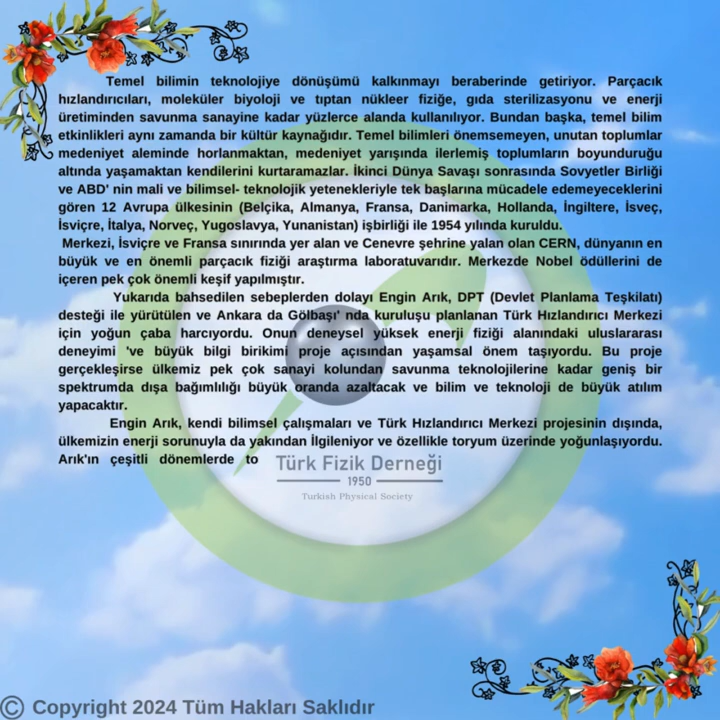 Temel bilimin teknolojiye dönüşümü kalkınmayı beraberinde getiriyor. Parçacık
hızlandırıcıları, moleküler biyoloji ve tıptan nükleer fiziğe, gıda sterilizasyonu ve enerji
üretiminden savunma sanayine kadar yüzlerce alanda kullanılıyor. Bundan başka, temel bilim
etkinlikleri aynı zamanda bir kültür kaynağıdır. Temel bilimleri önemsemeyen, unutan toplumlar
medeniyet aleminde horlanmaktan, medeniyet yarışında ilerlemiş toplumların boyunduruğu
altında yaşamaktan kendilerini kurtaramazlar. İkinci Dünya Savaşı sonrasında Sovyetler Birliği
ve ABD' nin mali ve bilimsel- teknolojik yetenekleriyle tek başlarına mücadele edemeyeceklerini
gören 12 Avrupa ülkesinin (Belçika, Almanya, Fransa, Danimarka, Hollanda, İngiltere, İsveç,
İsviçre, İtalya, Norveç, Yugoslavya, Yunanistan) işbirliği ile 1954 yılında kuruldu.
Merkezi, İsviçre ve Fransa sınırında yer alan ve Cenevre şehrine yalan olan CERN, dünyanın en
büyük ve en önemli parçacık fiziği araştırma laboratuvarıdır. Merkezde Nobel ödüllerini de
içeren pek çok önemli keşif yapılmıştır.
Yukarıda bahsedilen sebeplerden dolayı Engin Arık, DPT (Devlet Planlama Teşkilatı)
desteği ile yürütülen ve Ankara da Gölbaşı' nda kuruluşu planlanan Türk Hızlandırıcı Merkezi
için yoğun çaba harcıyordu. Onun deneysel yüksek enerji fiziği alanındaki uluslararası
deneyimi 've büyük bilgi birikimi proje açısından yaşamsal önem taşıyordu. Bu proje
gerçekleşirse ülkemiz pek çok sanayi kolundan savunma teknolojilerine kadar geniş bir
spektrumda dışa bağımlılığı büyük oranda azaltacak ve bilim ve teknoloji de büyük atılım
yapacaktır.
Engin Arık, kendi bilimsel çalışmaları ve Türk Hızlandırıcı Merkezi projesinin dışında,
ülkemizin enerji sorunuyla da yakından İlgileniyor ve özellikle toryum üzerinde yoğunlaşıyordu.
Arık'ın çeşitli dönemlerde to
Türk Fizik Derneği
1950
Turkish Physical Society
© Copyright 2024 Tüm Hakları Saklıdır